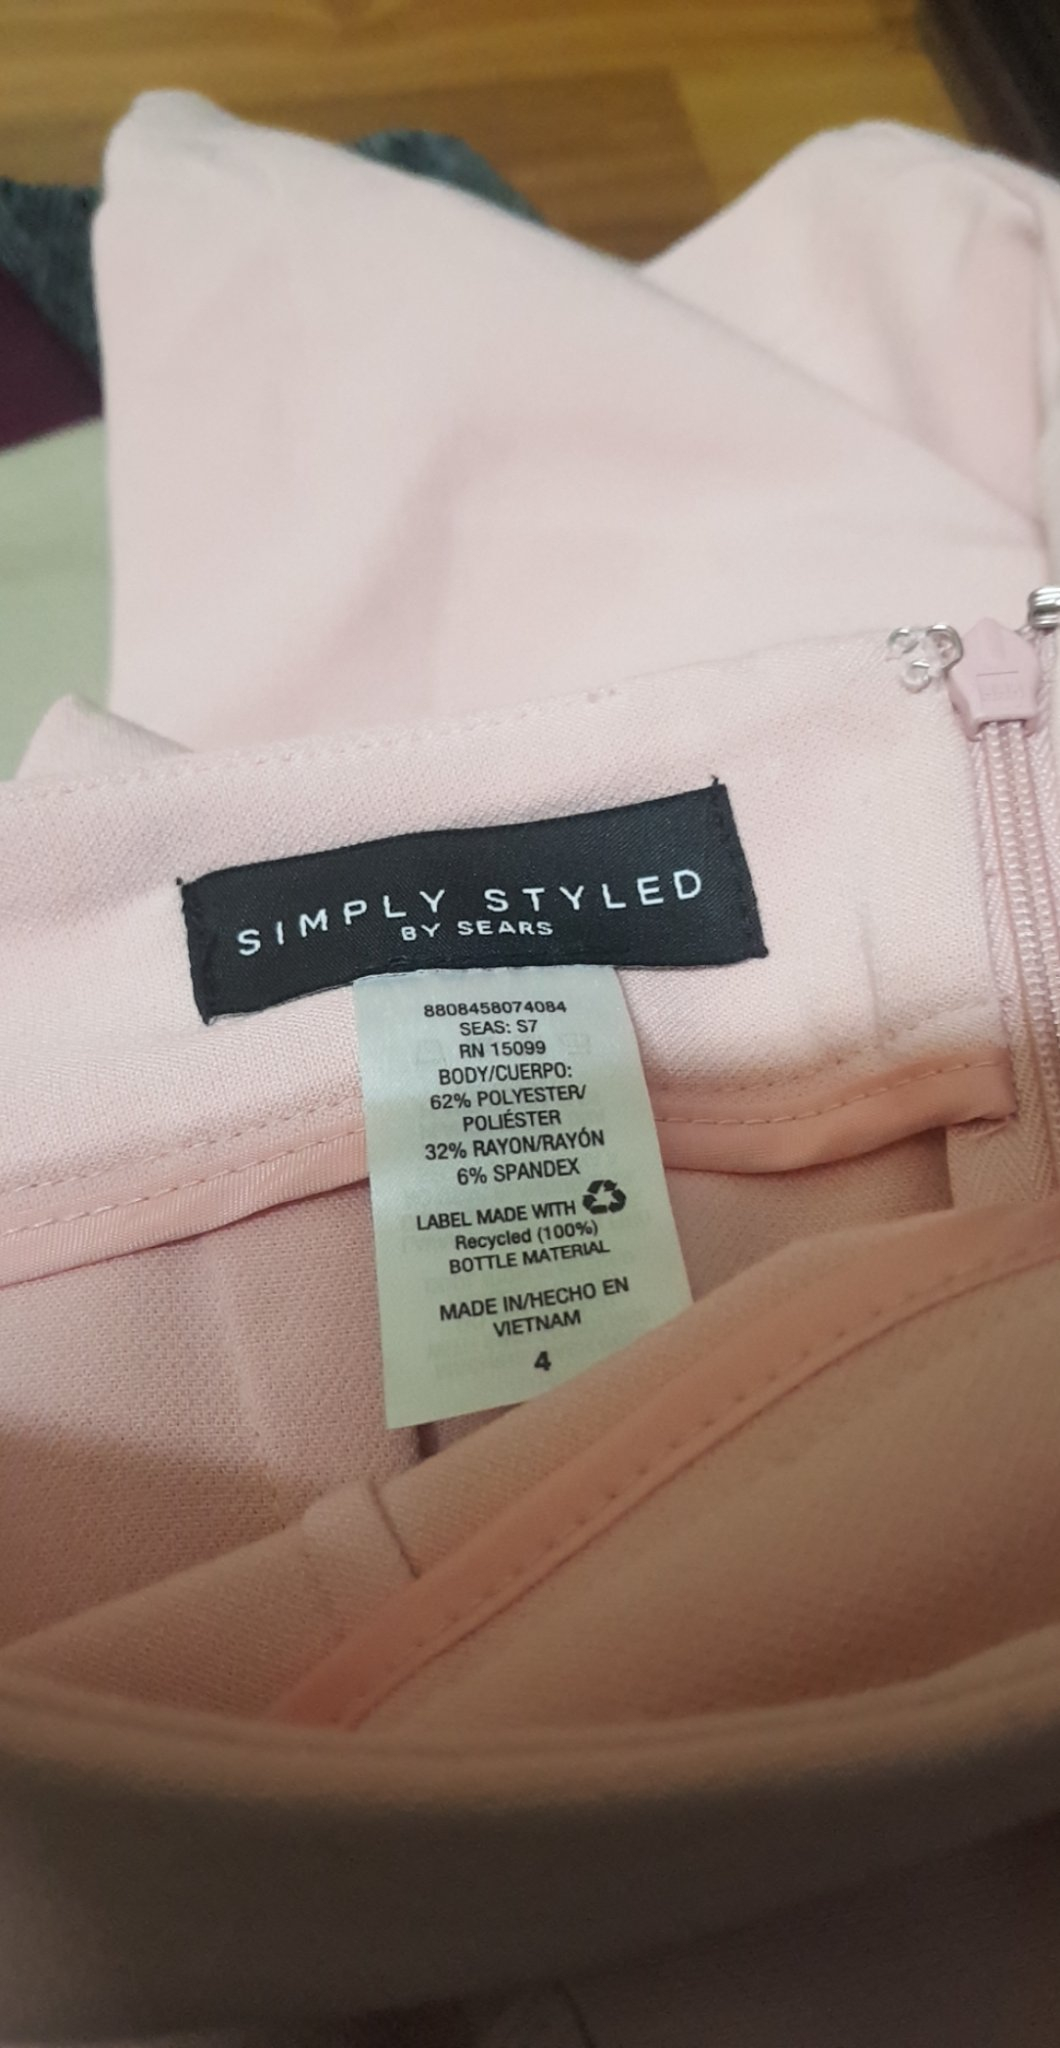 SIMPLY STYLED
BY SEARS
8808458074084
SEAS: S7
RN 15099
BODY/CUERPO:
62% POLYESTER/
POLIÉSTER
32% RAYON/RAYÓN
6% SPANDEX
LABEL MADE WITH
Recycled (100%)
BOTTLE MATERIAL
MADE IN/HECHO EN
VIETNAM
4